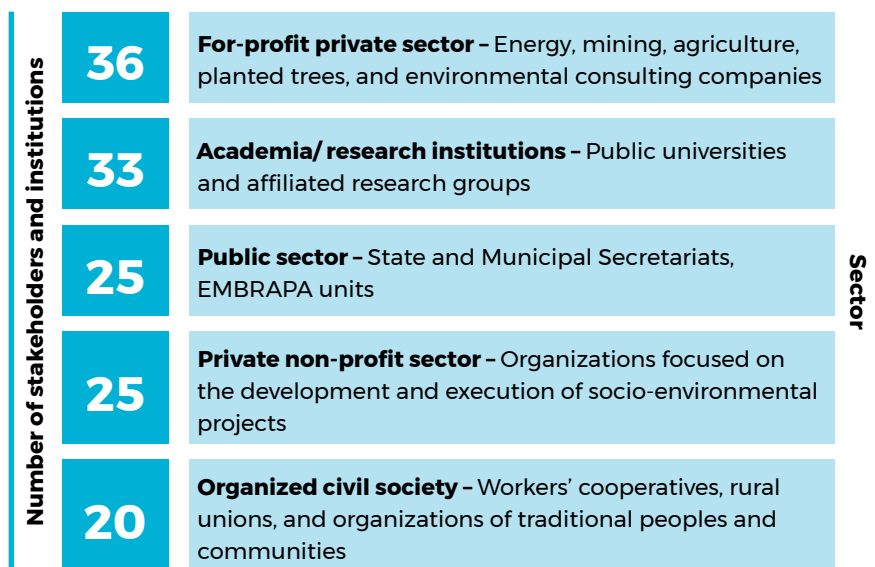 Number of stakeholders and institutions
36
For-profit private sector – Energy, mining, agriculture,
planted trees, and environmental consulting companies
33
Academia/ research institutions – Public universities
and affiliated research groups
25
Public sector – State and Municipal Secretariats,
EMBRAPA units
25
Private non-profit sector – Organizations focused on
the development and execution of socio-environmental
projects
20
Organized civil society – Workers’ cooperatives, rural
unions, and organizations of traditional peoples and
communities
Sector